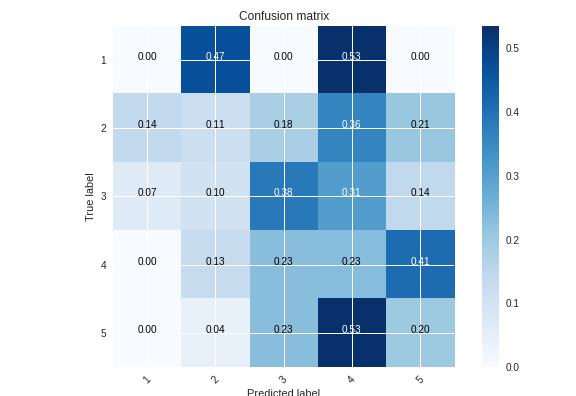 Confusion matrix
0.5
1 0.00 0.47 0.00 0.53 0.00
0.4
2 0.14 0.11 0.18 0.36 0.21
0.3
True label
3 0.07 0.10 0.38 0.31 0.14
0.2
4 0.00 0.13 0.23 0.23 0.41
0.1
5 0.00 0.04 0.23 0.53 0.20
0.0
1 2 3 4 5
Predicted label